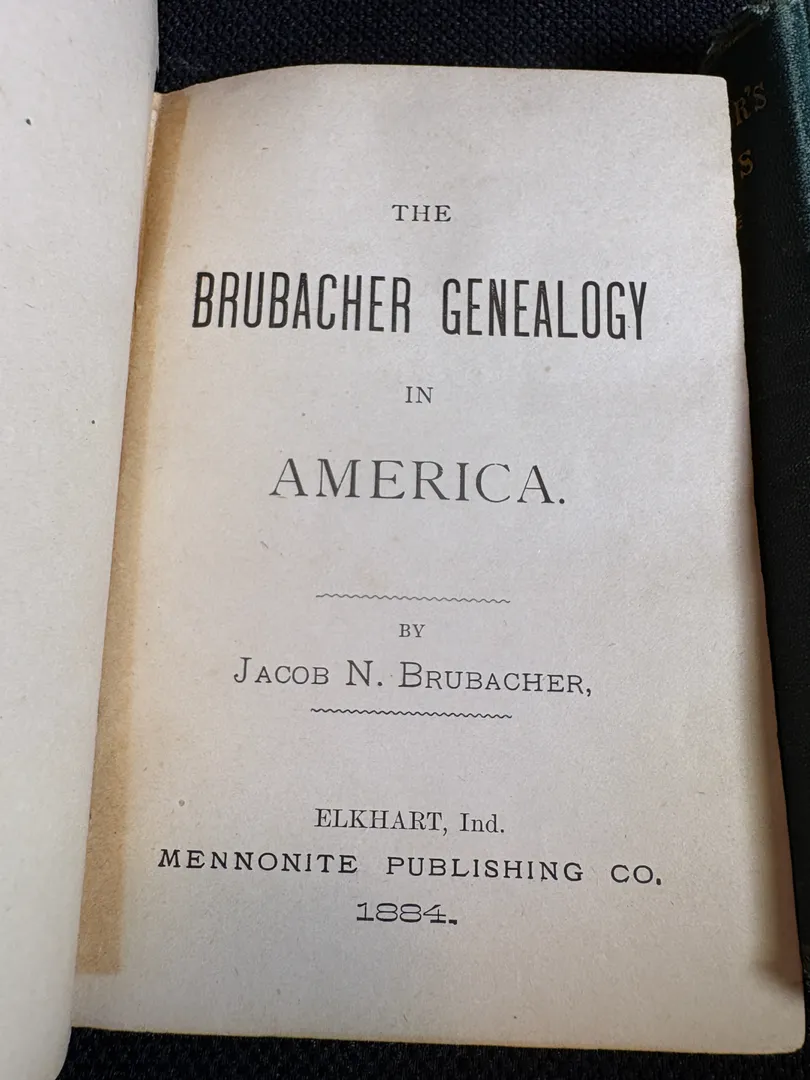 THE
BRUBACHER GENEALOGY
IN
AMERICA.
BY
JACOB N. BRUBACHER,
ELKHART, Ind.
MENNONITE PUBLISHING CO.
1884.
R'S
S